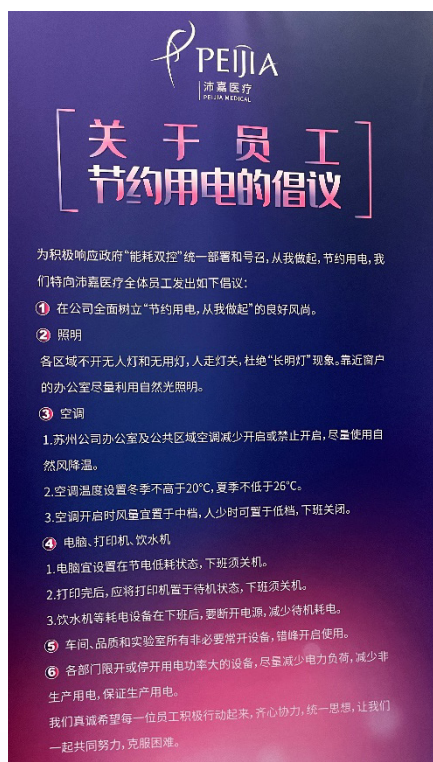 PEIJIA
沛嘉医疗
PEIJIA MEDICAL
关于员工
节约用电的倡议
为积极响应政府“能耗双控”统一部署和号召,从我做起,节约用电,我
们特向沛嘉医疗全体员工发出如下倡议:
① 在公司全面树立“节约用电,从我做起”的良好风尚。
② 照明
各区域不开无人灯和无用灯,人走灯关,杜绝“长明灯”现象。靠近窗户
的办公室尽量利用自然光照明。
③ 空调
1.苏州公司办公室及公共区域空调减少开启或禁止开启,尽量使用自
然风降温。
2.空调温度设置冬季不高于20℃,夏季不低于26℃。
3.空调开启时风量宜置于中档,人少时可置于低档,下班关闭。
④ 电脑、打印机、饮水机
1.电脑宜设置在节电低耗状态,下班须关机。
2.打印完后,应将打印机置于待机状态,下班须关机。
3.饮水机等耗电设备在下班后,要断开电源,减少待机耗电。
⑤ 车间、品质和实验室所有非必要常开设备,错峰开启使用。
⑥ 各部门限开或停开用电功率大的设备,尽量减少电力负荷,减少非
生产用电,保证生产用电。
我们真诚希望每一位员工积极行动起来,齐心协力,统一思想,让我们
一起共同努力,克服困难。